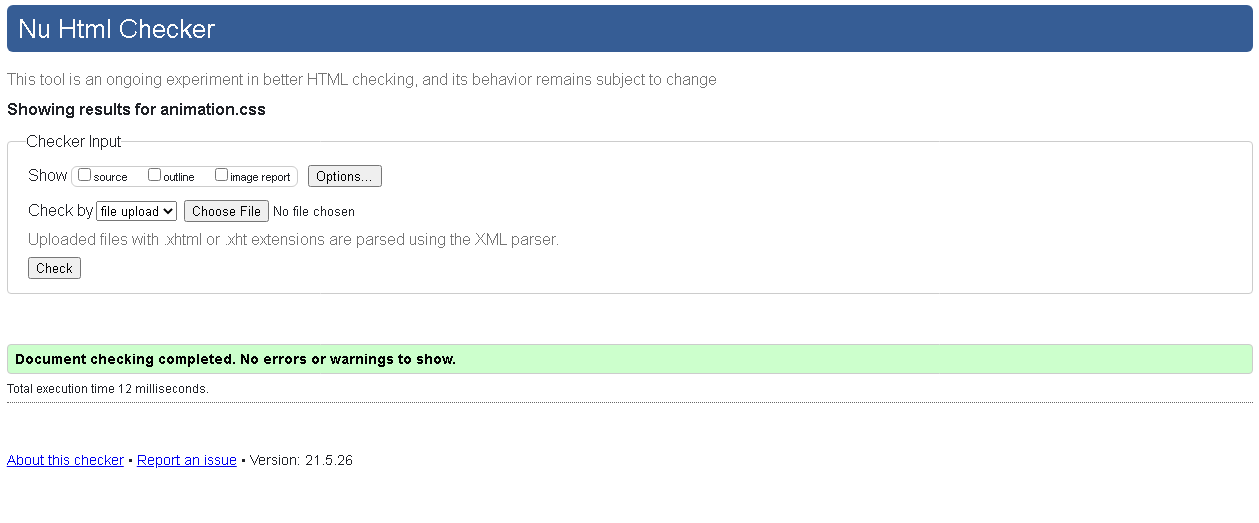 Nu Html Checker
This tool is an ongoing experiment in better HTML checking, and its behavior remains subject to change
Showing results for animation.css
Checker Input
Show source outline image report Options...
Check by file upload Choose File No file chosen
Uploaded files with .xhtml or .xht extensions are parsed using the XML parser.
Check
Document checking completed. No errors or warnings to show.
Total execution time 12 milliseconds.
About this checker • Report an issue • Version: 21.5.26